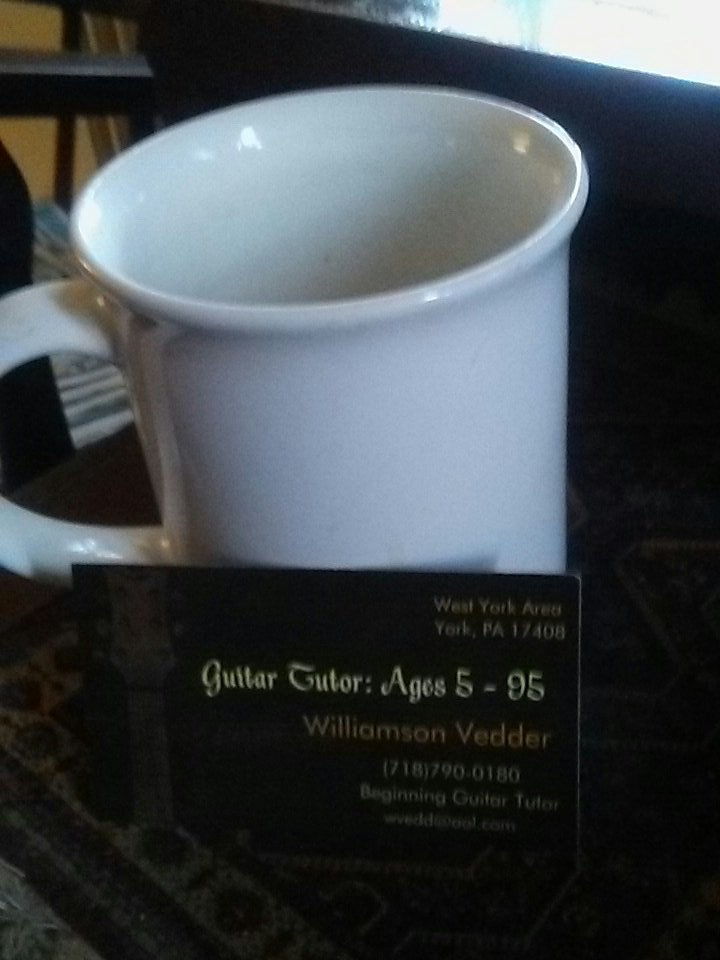 West York Area
York, PA 17408
Guitar Tutor: Ages 5 - 95
Williamson Vedder
(718)790-0180
Beginning Guitar Tutor
wvedd@aol.com